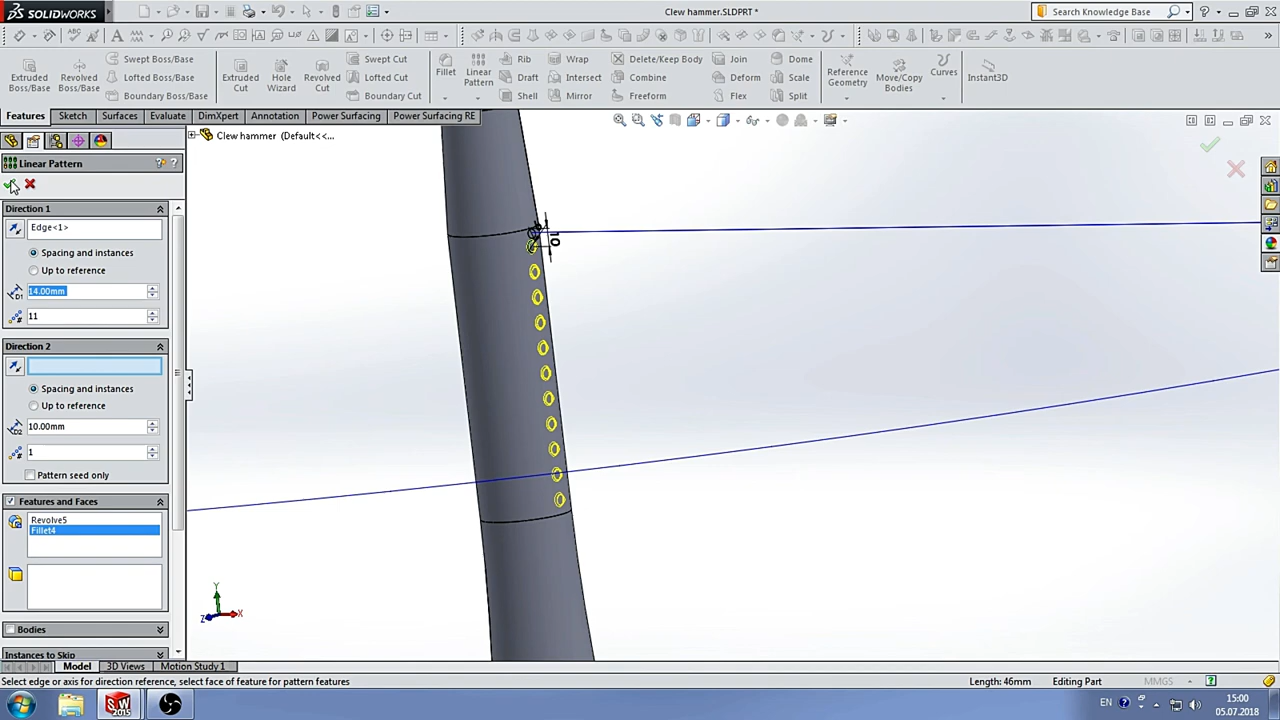 SOLIDWORKS
Clew hammer.SLDPRT *
Search Knowledge Base
Extruded Boss/Base
Revolved Boss/Base
Swept Boss/Base
Lofted Boss/Base
Boundary Boss/Base
Extruded Cut
Hole Wizard
Revolved Cut
Swept Cut
Lofted Cut
Boundary Cut
Fillet
Linear Pattern
Rib
Draft
Shell
Wrap
Intersect
Mirror
Delete/Keep Body
Combine
Freeform
Join
Deform
Flex
Dome
Scale
Split
Reference Geometry
Move/Copy Bodies
Curves
Instant3D
Features Sketch Surfaces Evaluate DimXpert Annotation Power Surfacing Power Surfacing RE
Clew hammer (Default<<...
Linear Pattern
Direction 1
Edge<1>
Spacing and instances
Up to reference
D1 14.00mm
11
Direction 2
Spacing and instances
Up to reference
D2 10.00mm
1
Pattern seed only
Features and Faces
Revolve5
Fillet4
Bodies
Instances to Skip
10
Y
X
Z
Model 3D Views Motion Study 1
Select edge or axis for direction reference, select face of feature for pattern features
Length: 46mm Editing Part MMGS
SW 2015
EN
15:00
05.07.2018